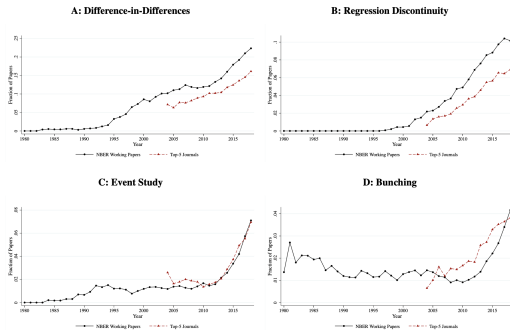 A: Difference-in-Differences
Fraction of Papers
0 .05 .1 .15 .2 .25
1980 1985 1990 1995 2000 2005 2010 2015
Year
NBER Working Papers Top-5 Journals
B: Regression Discontinuity
Fraction of Papers
0 .02 .04 .06 .08 .1
1980 1985 1990 1995 2000 2005 2010 2015
Year
NBER Working Papers Top-5 Journals
C: Event Study
Fraction of Papers
0 .02 .04 .06 .08
1980 1985 1990 1995 2000 2005 2010 2015
Year
NBER Working Papers Top-5 Journals
D: Bunching
Fraction of Papers
0 .01 .02 .03 .04
1980 1985 1990 1995 2000 2005 2010 2015
Year
NBER Working Papers Top-5 Journals